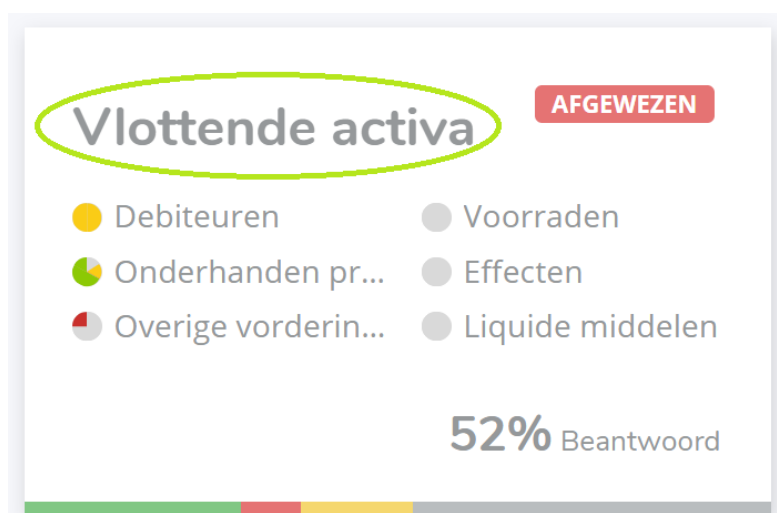 Vlottende activa
AFGEWEZEN
Debiteuren
Voorraden
Onderhanden pr...
Effecten
Overige vorderin...
Liquide middelen
52% Beantwoord